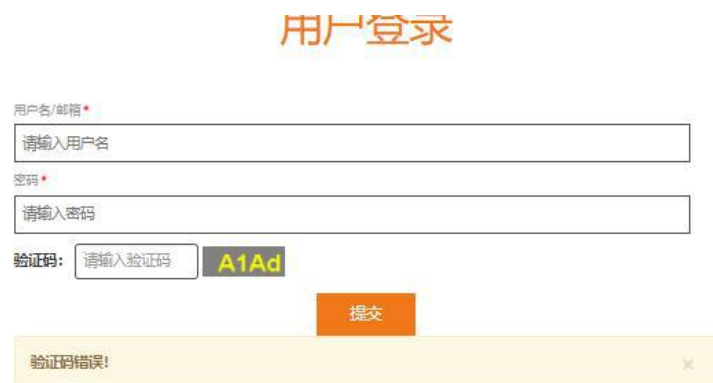 用户登录
用户名/邮箱*
请输入用户名
密码*
请输入密码
验证码: 请输入验证码 A1Ad
提交
验证码错误! ×